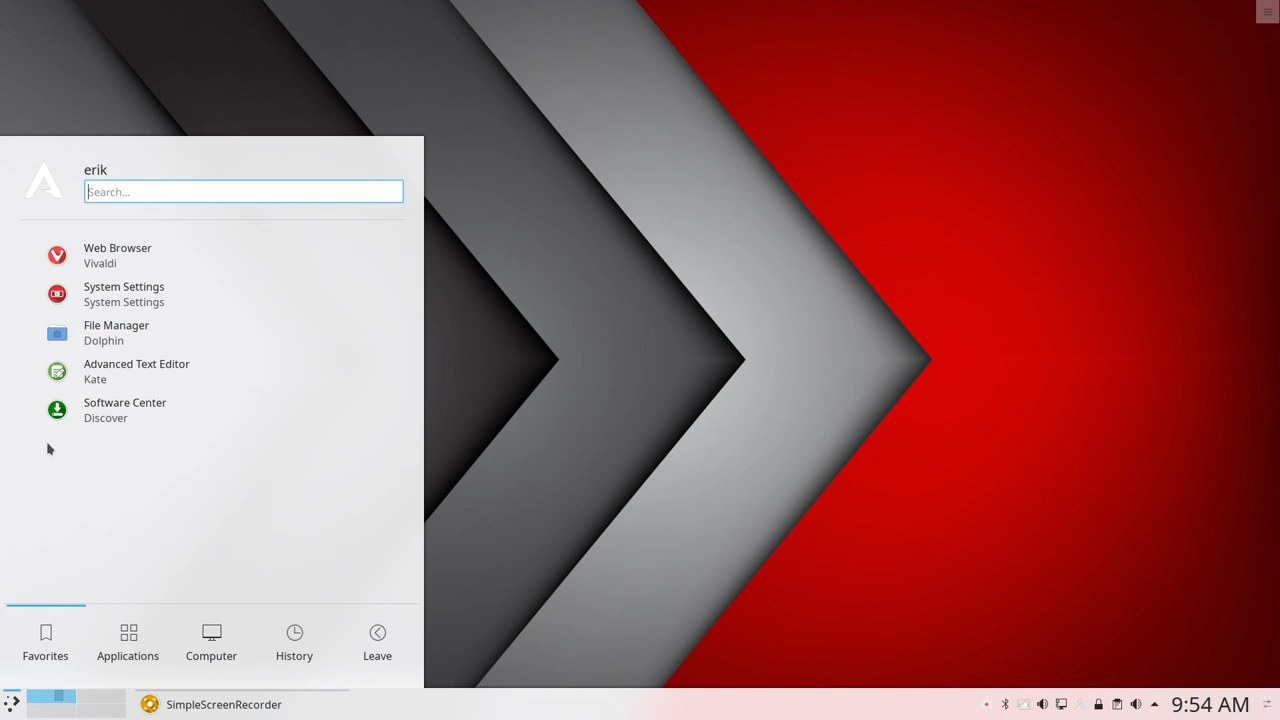 erik
Search...
Web Browser
Vivaldi
System Settings
System Settings
File Manager
Dolphin
Advanced Text Editor
Kate
Software Center
Discover
Favorites
Applications
Computer
History
Leave
SimpleScreenRecorder
9:54 AM